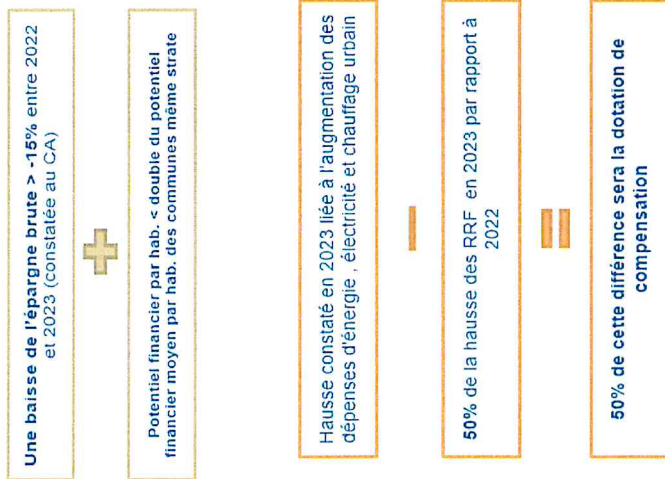 Une baisse de l'épargne brute > -15% entre 2022
et 2023 (constatée au CA)
+
Potentiel financier par hab. < double du potentiel
financier moyen par hab. des communes même strate
Hausse constaté en 2023 liée à l'augmentation des
dépenses d'énergie , électricité et chauffage urbain
-
50% de la hausse des RRF en 2023 par rapport à
2022
=
50% de cette différence sera la dotation de
compensation